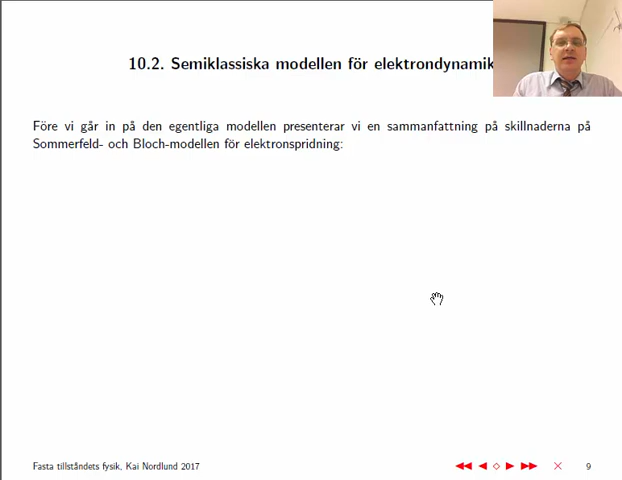 10.2. Semiklassiska modellen för elektrondynamik
Före vi går in på den egentliga modellen presenterar vi en sammanfattning på skillnaderna på
Sommerfeld- och Bloch-modellen för elektronspridning:
Fasta tillståndets fysik, Kai Nordlund 2017
9